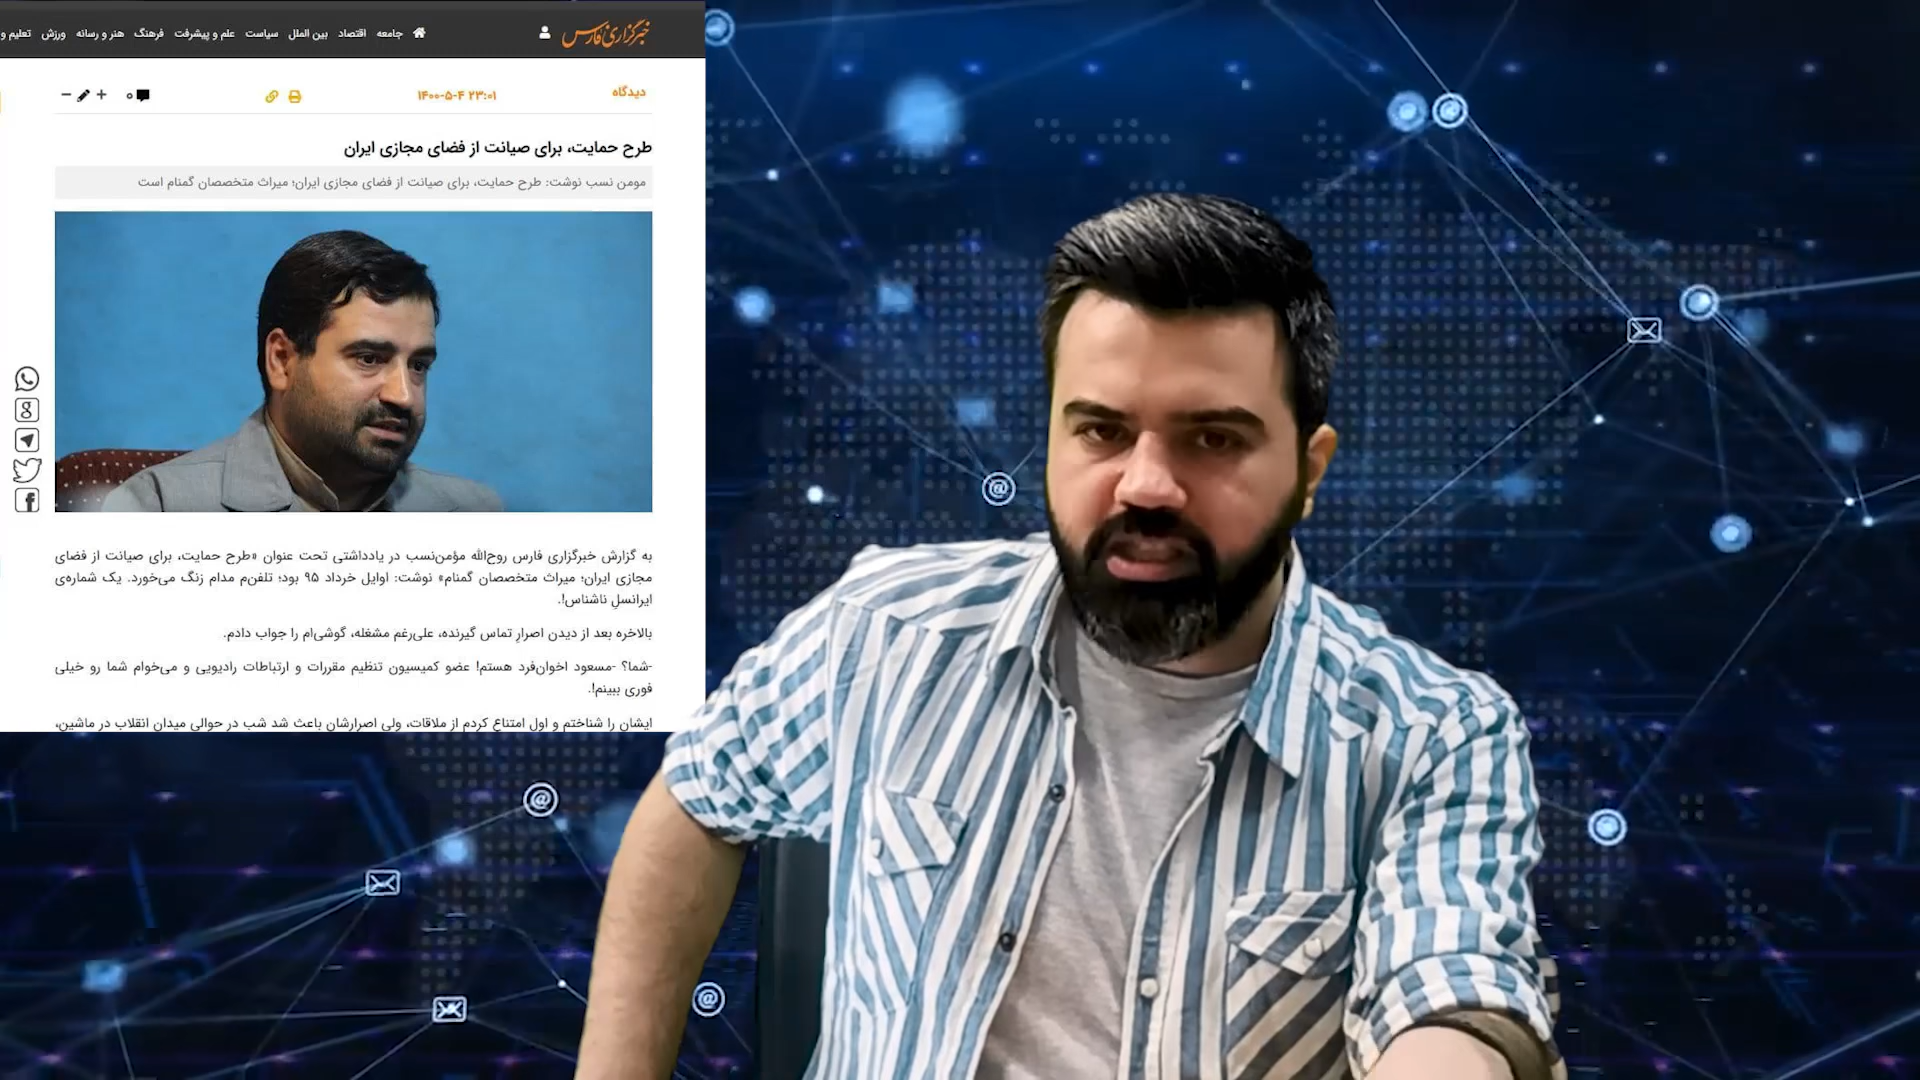 خبرگزاری فارس
جامعه اقتصاد بین الملل سیاست علم و پیشرفت فرهنگ هنر و رسانه ورزش تعلیم و
دیدگاه
۱۴۰۰-۵-۴ ۲۳:۰۱
۰
طرح حمایت، برای صیانت از فضای مجازی ایران
مومن نسب نوشت: طرح حمایت، برای صیانت از فضای مجازی ایران؛ میراث متخصصان گمنام است
به گزارش خبرگزاری فارس روح‌الله مؤمن‌نسب در یادداشتی تحت عنوان «طرح حمایت، برای صیانت از فضای
مجازی ایران؛ میراث متخصصان گمنام» نوشت: اوایل خرداد ۹۵ بود؛ تلفن‌م مدام زنگ می‌خورد. یک شماره‌ی
ایرانسلِ ناشناس!.
بالاخره بعد از دیدن اصرارِ تماس گیرنده، علی‌رغم مشغله، گوشی‌ام را جواب دادم.
-شما؟ -مسعود اخوان‌فرد هستم! عضو کمیسیون تنظیم مقررات و ارتباطات رادیویی و می‌خوام شما رو خیلی
فوری ببینم!.
ایشان را شناختم و اول امتناع کردم از ملاقات، ولی اصرارشان باعث شد شب در حوالی میدان انقلاب در ماشین،